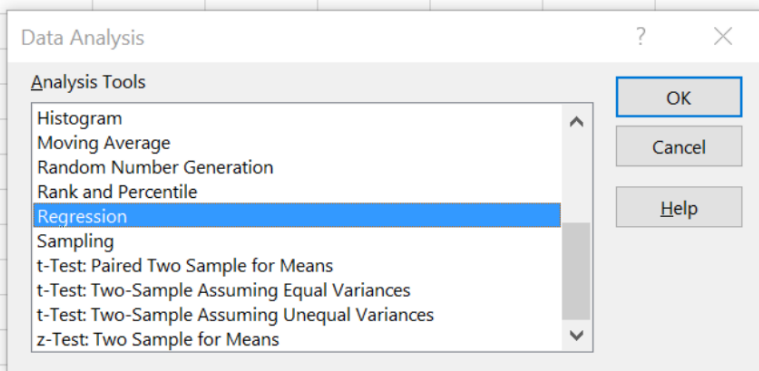 Data Analysis
?
Analysis Tools
Histogram
Moving Average
Random Number Generation
Rank and Percentile
Regression
Sampling
t-Test: Paired Two Sample for Means
t-Test: Two-Sample Assuming Equal Variances
t-Test: Two-Sample Assuming Unequal Variances
z-Test: Two Sample for Means
OK
Cancel
Help